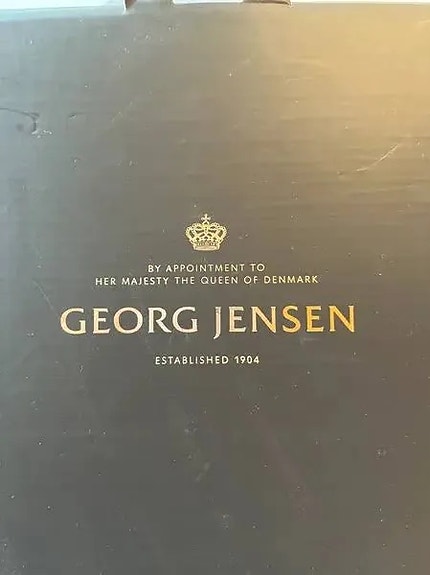 BY APPOINTMENT TO
HER MAJESTY THE QUEEN OF DENMARK
GEORG JENSEN
ESTABLISHED 1904